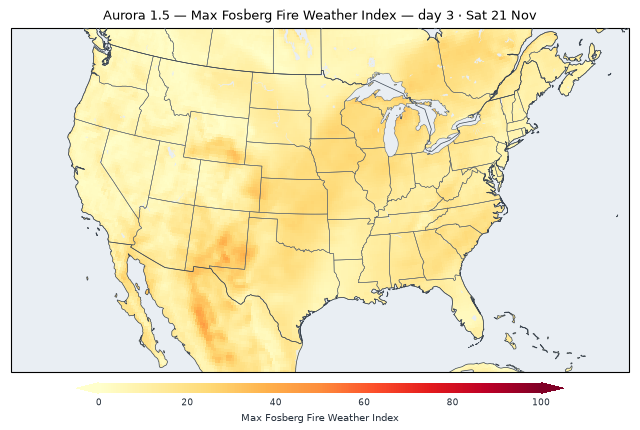 Aurora 1.5 — Max Fosberg Fire Weather Index — day 3 · Sat 21 Nov
0 20 40 60 80 100
Max Fosberg Fire Weather Index